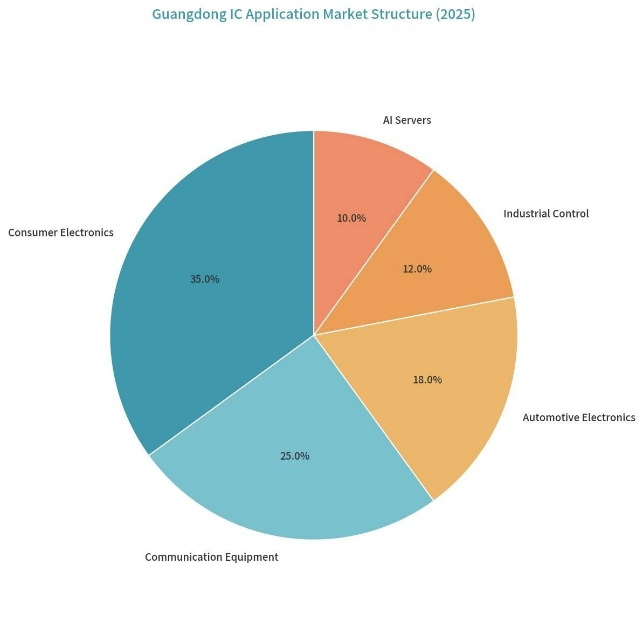 Guangdong IC Application Market Structure (2025)
AI Servers
10.0%
Industrial Control
12.0%
Consumer Electronics
35.0%
18.0%
Automotive Electronics
25.0%
Communication Equipment